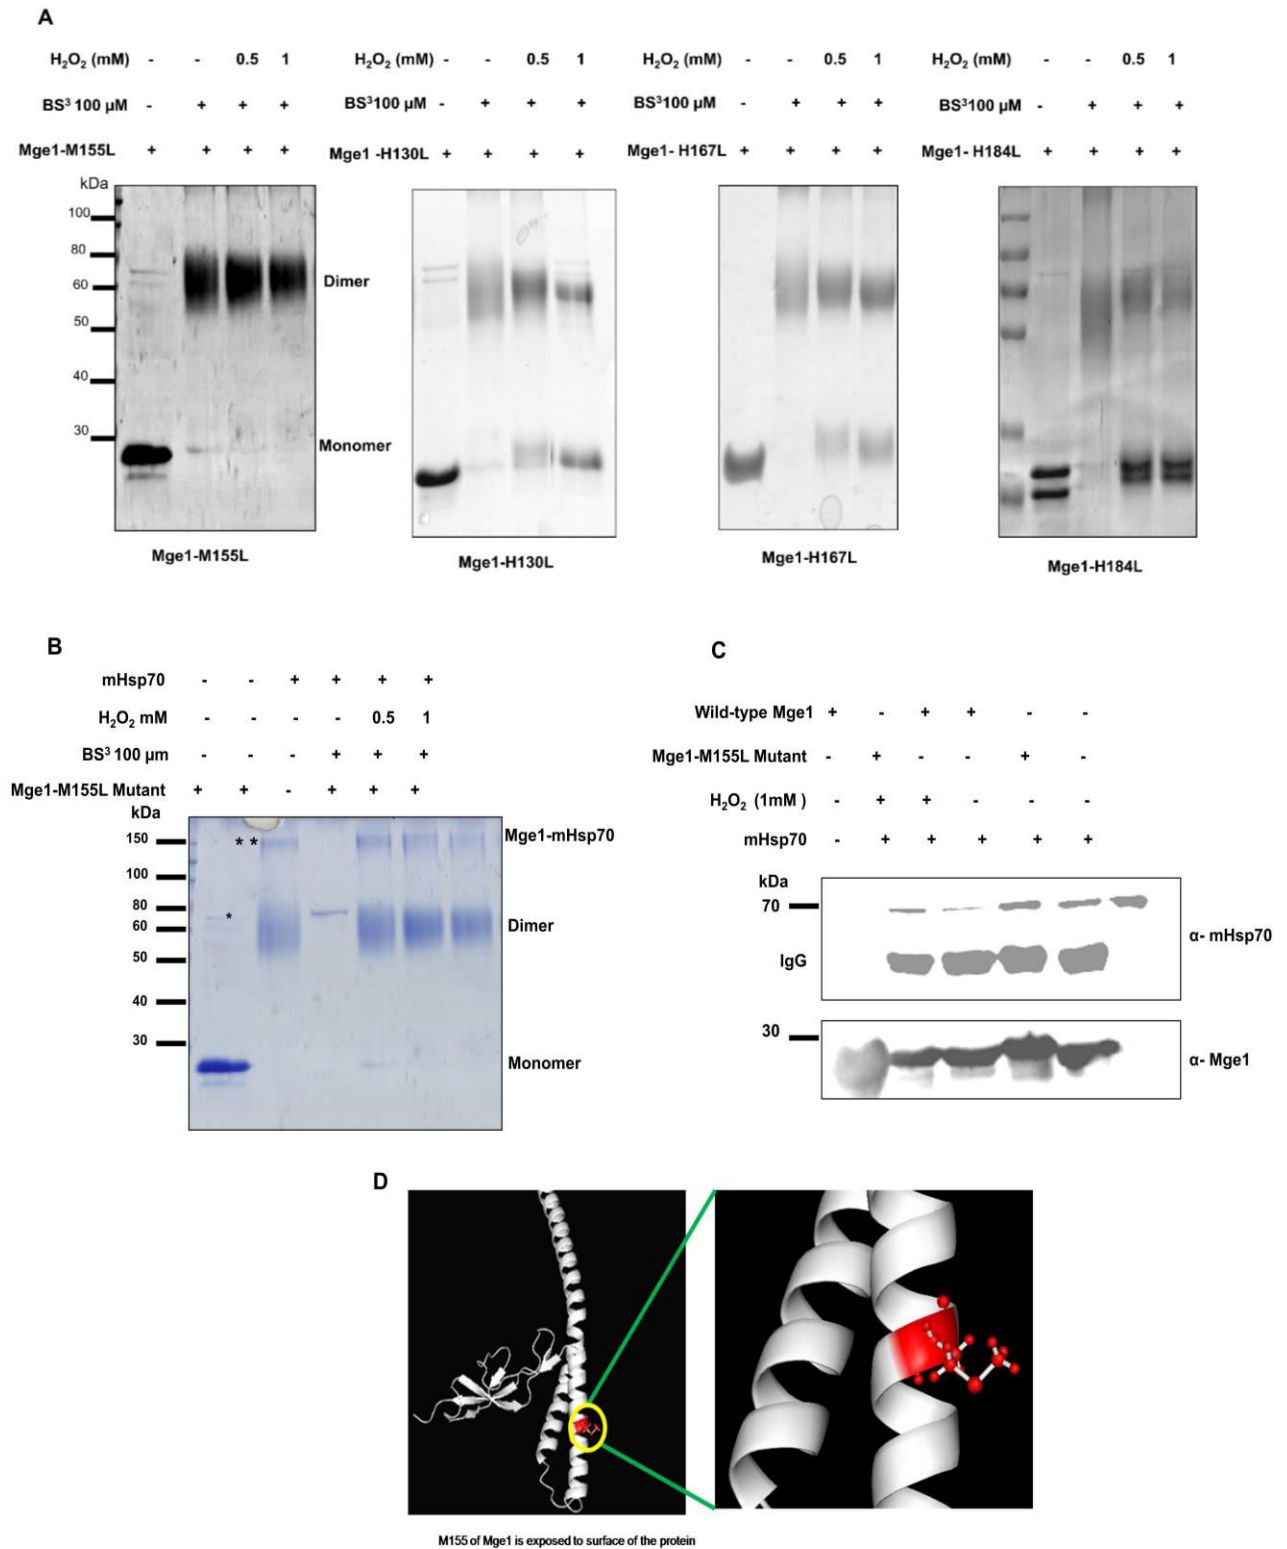 A
H₂O₂ (mM) - - 0.5 1
BS³ 100 µM - + + +
Mge1-M155L + + + +
kDa
100
80
60
50
40
30
Dimer
Monomer
Mge1-M155L
H₂O₂ (mM) - - 0.5 1
BS³100 µM - + + +
Mge1 -H130L + + + +
Mge1-H130L
H₂O₂ (mM) - - 0.5 1
BS³100 µM - + + +
Mge1- H167L + + + +
Mge1-H167L
H₂O₂ (mM) - - 0.5 1
BS³100 µM - + + +
Mge1- H184L + + + +
Mge1-H184L
B
mHsp70 - - + + + +
H₂O₂ mM - - - - 0.5 1
BS³ 100 µm - - - + + +
Mge1-M155L Mutant + + - + + +
kDa
150
100
80
60
50
40
30
* *
*
Mge1-mHsp70
Dimer
Monomer
C
Wild-type Mge1 + - + + - -
Mge1-M155L Mutant - + - - + -
H₂O₂ (1mM ) - + + - - -
mHsp70 - + + + + +
kDa
70
IgG
α- mHsp70
30
α- Mge1
D
M155 of Mge1 is exposed to surface of the protein